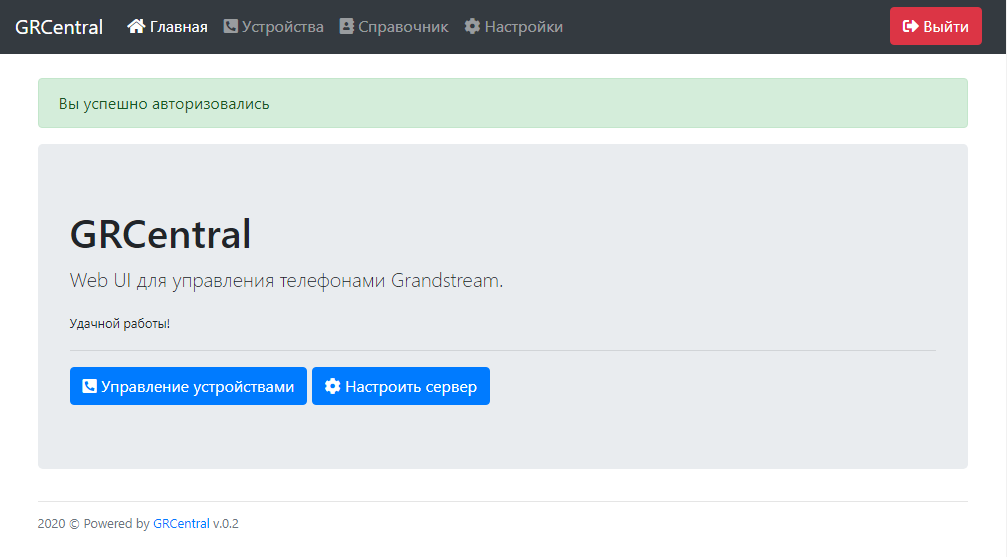 GRCentral Главная Устройства Справочник Настройки Выйти
Вы успешно авторизовались
GRCentral
Web UI для управления телефонами Grandstream.
Удачной работы!
Управление устройствами Настроить сервер
2020 © Powered by GRCentral v.0.2